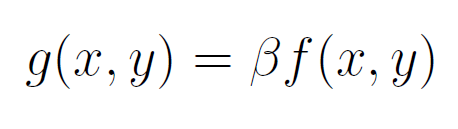 g(x, y) = βf(x, y)